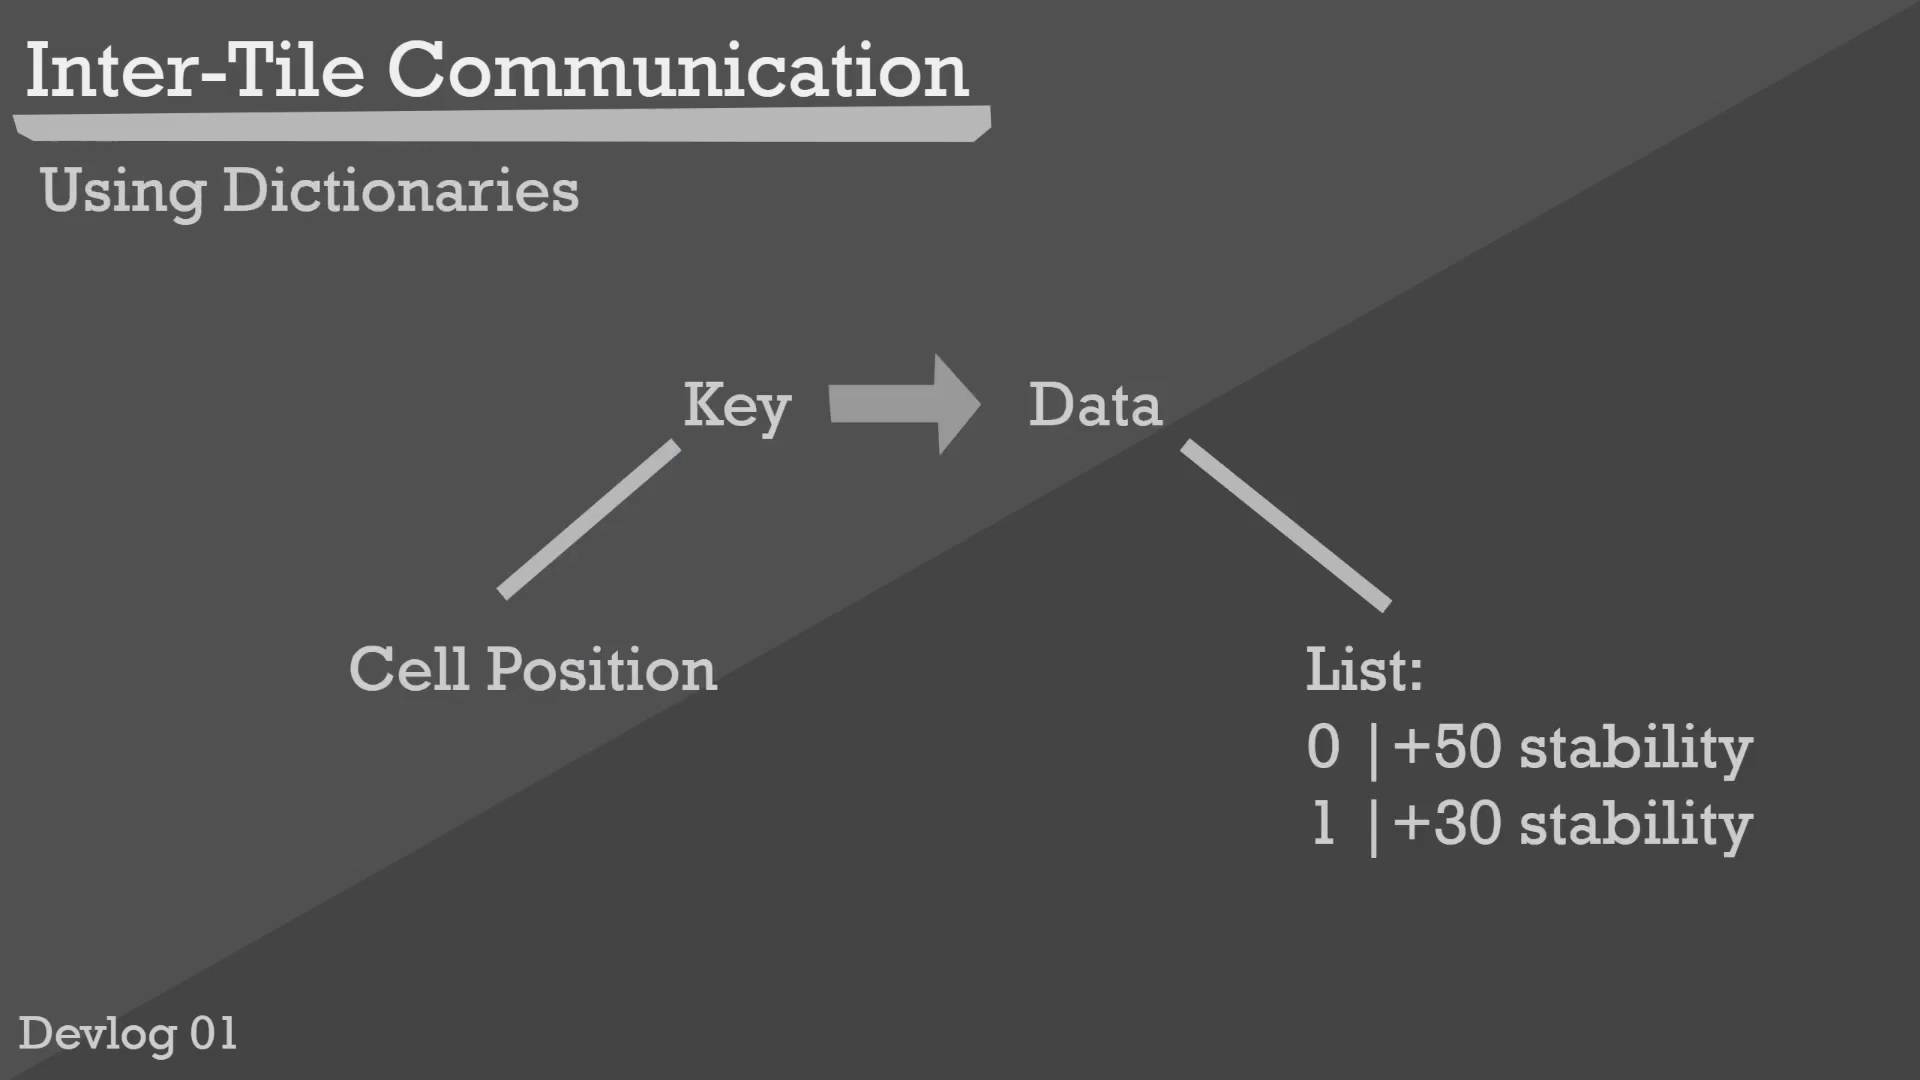 Inter-Tile Communication
Using Dictionaries
Key
Data
Cell Position
List:
0 |+50 stability
1 |+30 stability
Devlog 01